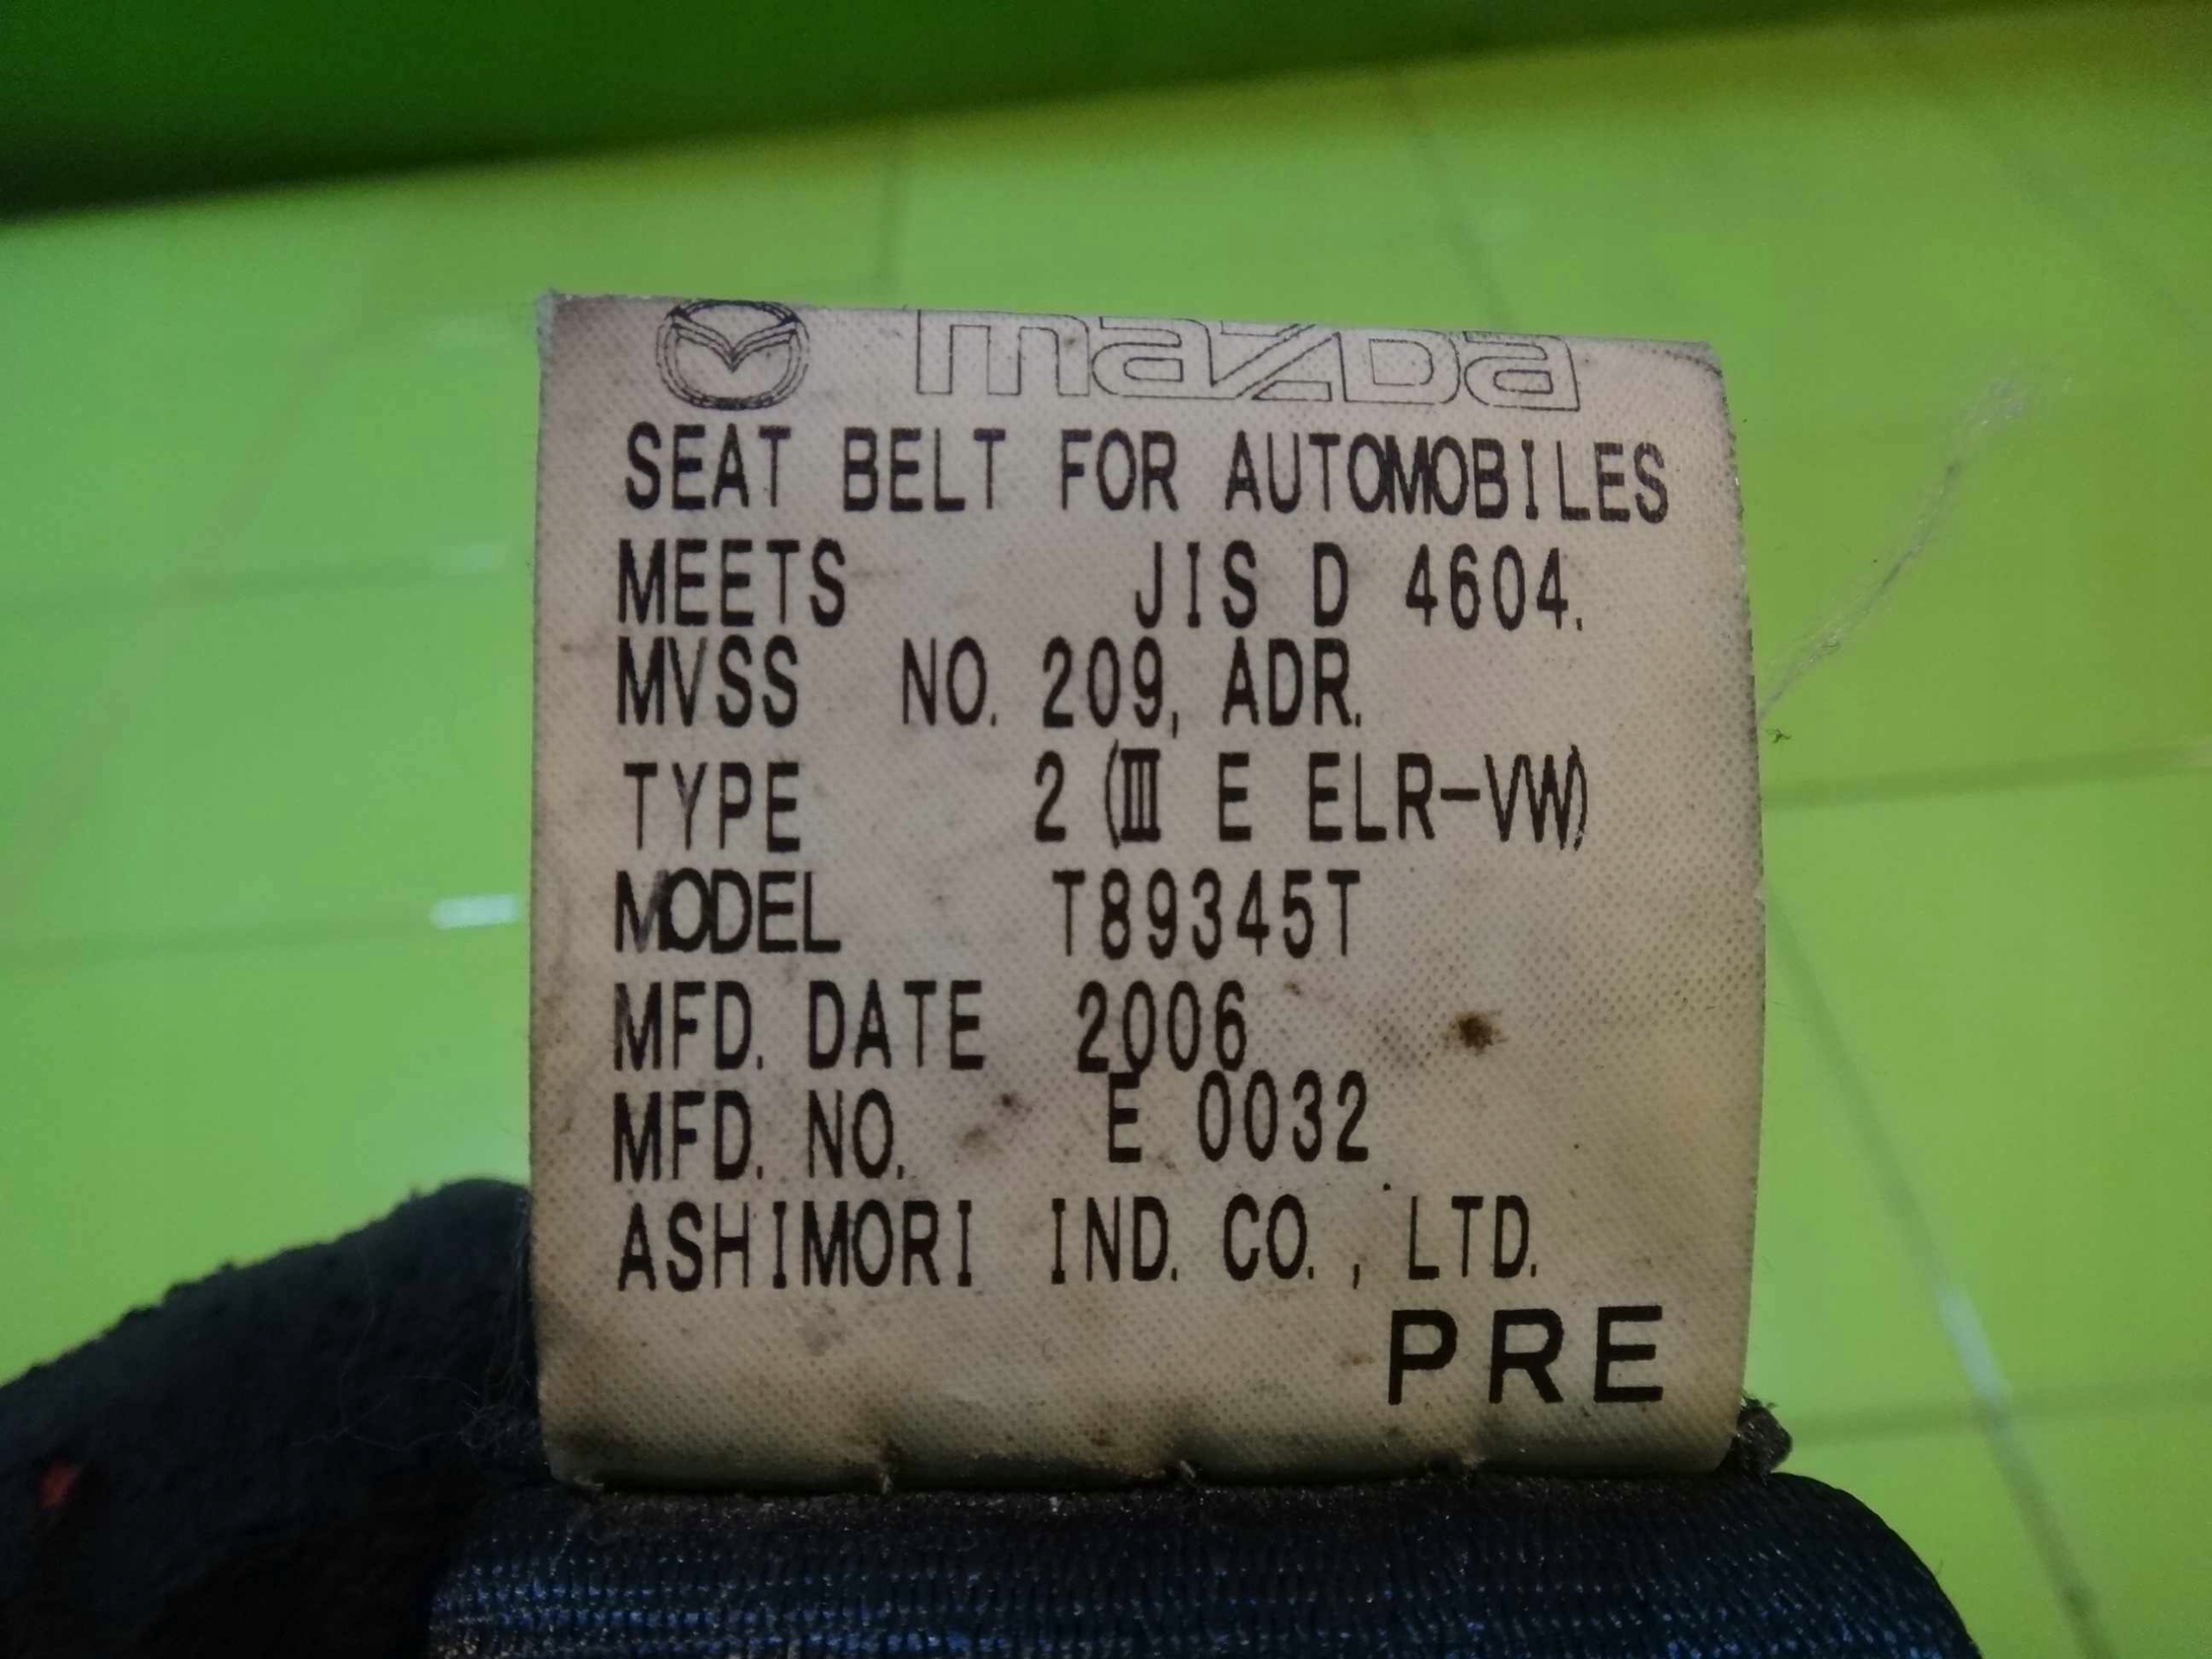 mazda
SEAT BELT FOR AUTOMOBILES
MEETS JIS D 4604.
MVSS NO. 209, ADR.
TYPE 2 (Ⅲ E ELR-VW)
MODEL T89345T
MFD. DATE 2006
MFD. NO. E 0032
ASHIMORI IND. CO., LTD.
PRE